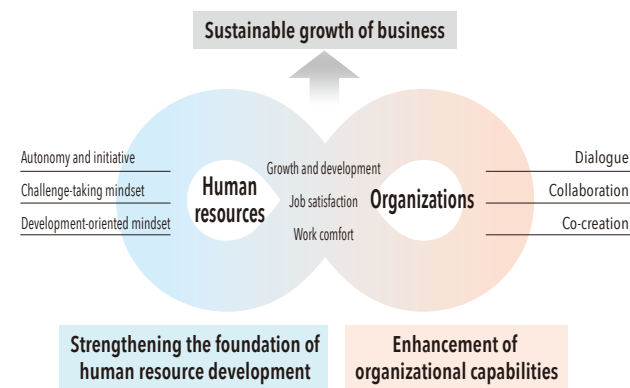 Sustainable growth of business
Autonomy and initiative
Challenge-taking mindset
Development-oriented mindset
Human
resources
Growth and development
Job satisfaction
Work comfort
Organizations
Dialogue
Collaboration
Co-creation
Strengthening the foundation of
human resource development
Enhancement of
organizational capabilities